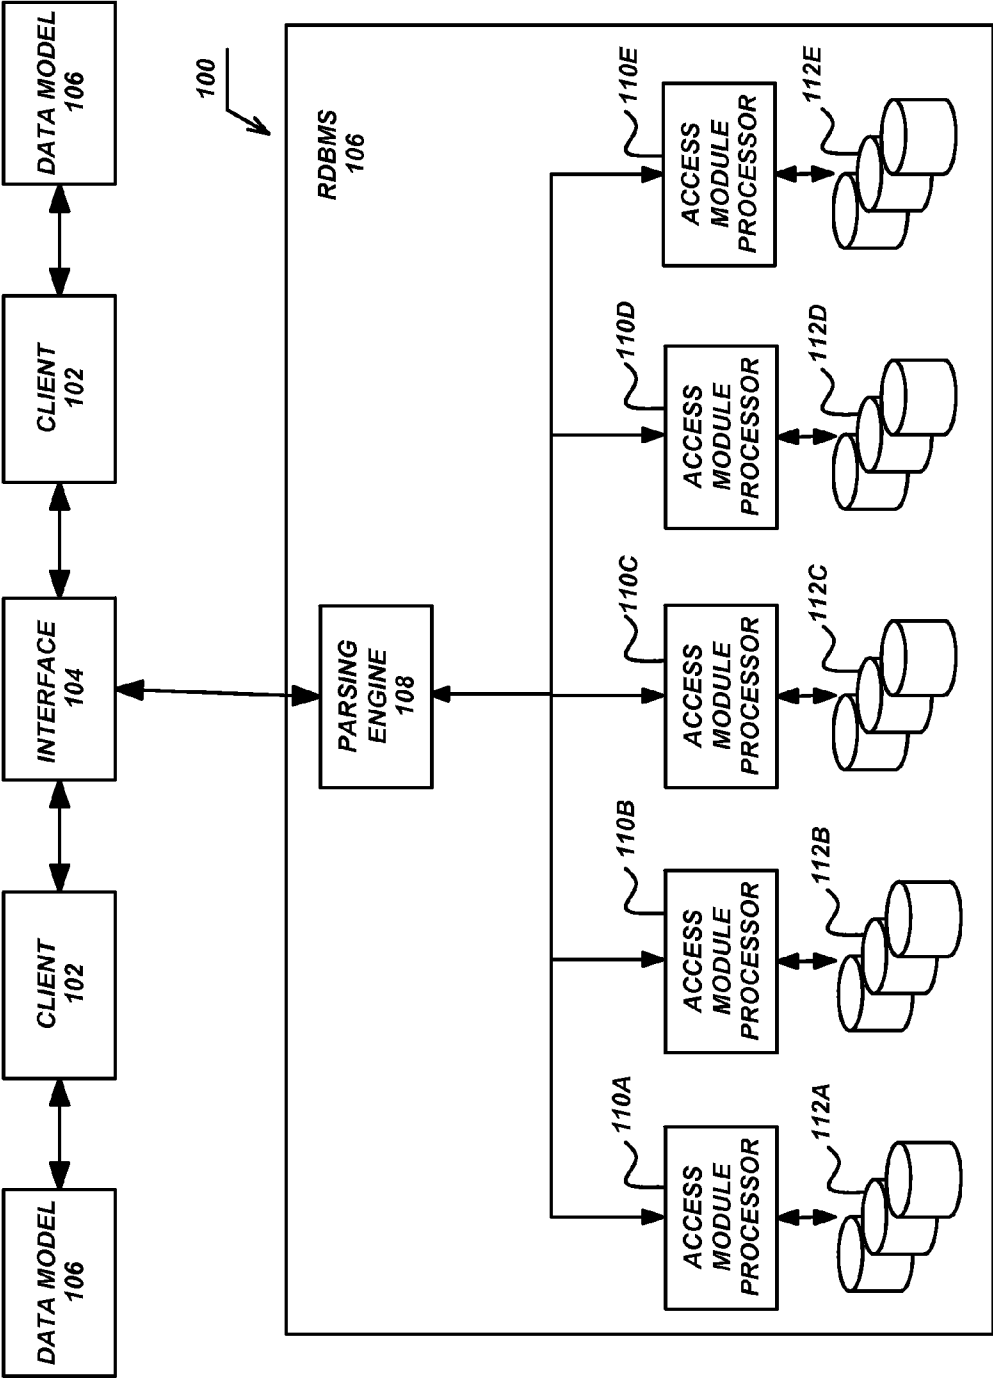 DATA MODEL
106
CLIENT
102
INTERFACE
104
CLIENT
102
DATA MODEL
106
100
RDBMS
106
PARSING
ENGINE
108
110A
110B
110C
110D
110E
ACCESS
MODULE
PROCESSOR
ACCESS
MODULE
PROCESSOR
ACCESS
MODULE
PROCESSOR
ACCESS
MODULE
PROCESSOR
ACCESS
MODULE
PROCESSOR
112A
112B
112C
112D
112E